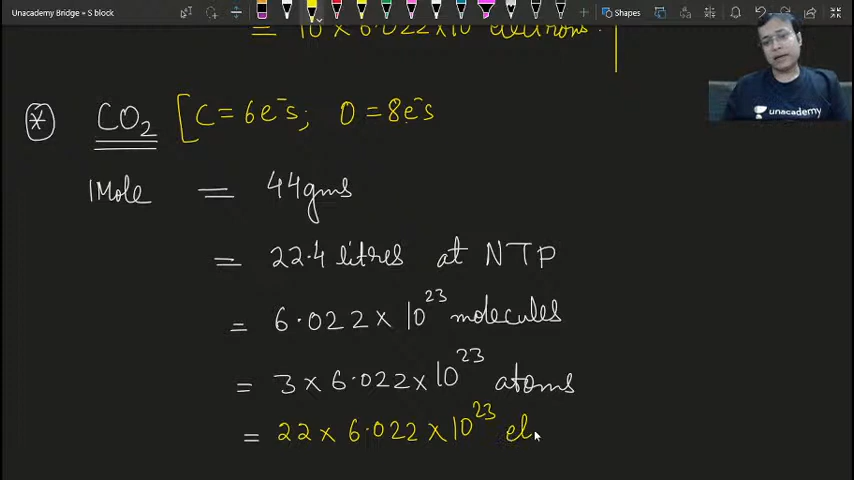 Unacademy Bridge + S block
Shapes
= 10 × 6.022 × 10 electrons.
unacademy
* CO₂ [C = 6e⁻s; O = 8e⁻s
1Mole = 44gms
= 22.4 litres at NTP
= 6.022 × 10²³ molecules
= 3 × 6.022 × 10²³ atoms
= 22 × 6.022 × 10²³ el